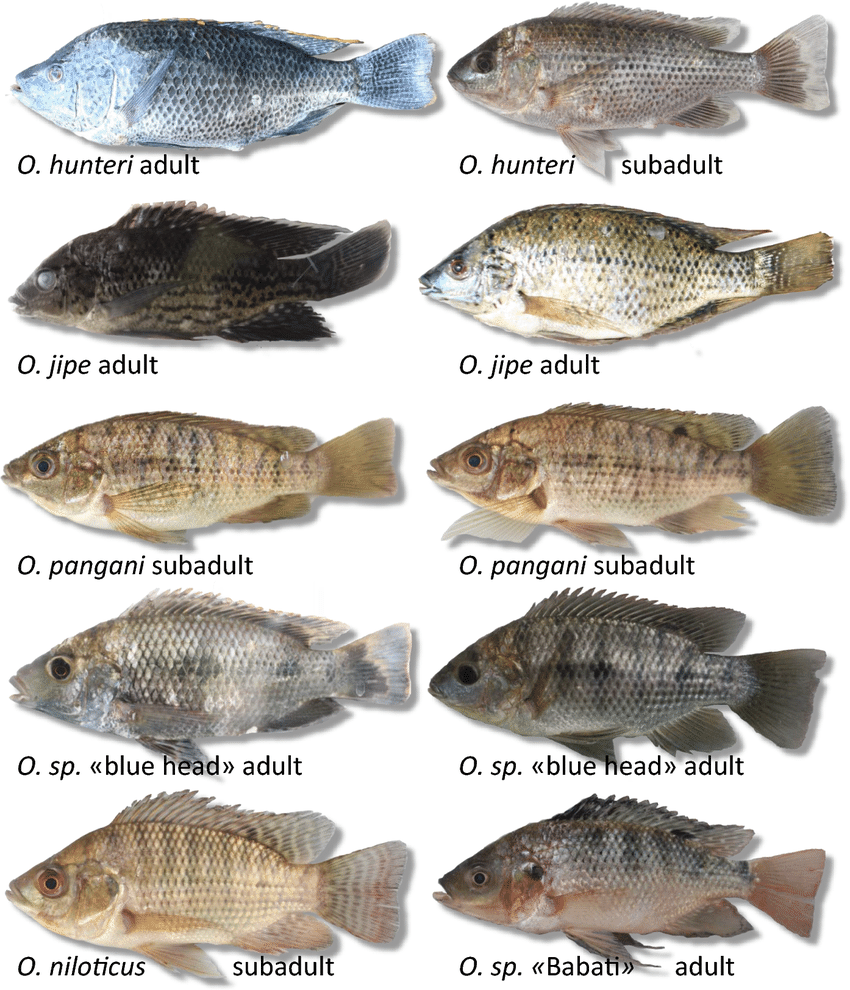 O. hunteri adult
O. hunteri subadult
O. jipe adult
O. jipe adult
O. pangani subadult
O. pangani subadult
O. sp. «blue head» adult
O. sp. «blue head» adult
O. niloticus subadult
O. sp. «Babati» adult